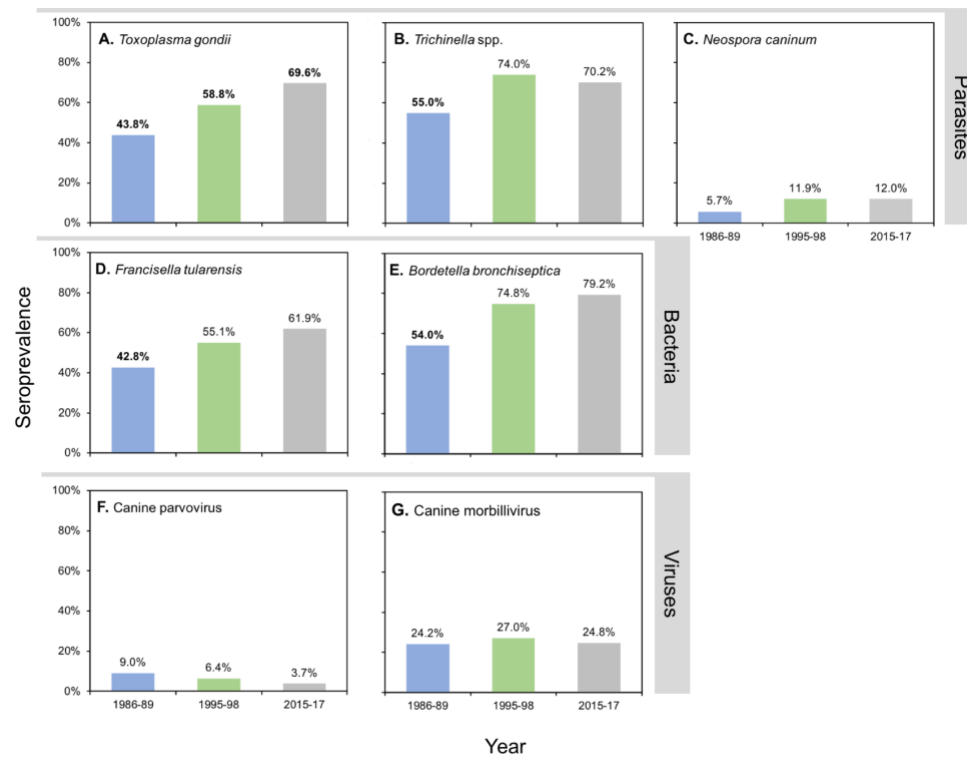 100%
80%
60%
40%
20%
0%
A. Toxoplasma gondii
43.8%
58.8%
69.6%
B. Trichinella spp.
55.0%
74.0%
70.2%
C. Neospora caninum
5.7%
11.9%
12.0%
1986-89 1995-98 2015-17
Parasites
Seroprevalence
100%
80%
60%
40%
20%
0%
D. Francisella tularensis
42.8%
55.1%
61.9%
E. Bordetella bronchiseptica
54.0%
74.8%
79.2%
Bacteria
100%
80%
60%
40%
20%
0%
F. Canine parvovirus
9.0%
6.4%
3.7%
1986-89 1995-98 2015-17
G. Canine morbillivirus
24.2%
27.0%
24.8%
1986-89 1995-98 2015-17
Viruses
Year